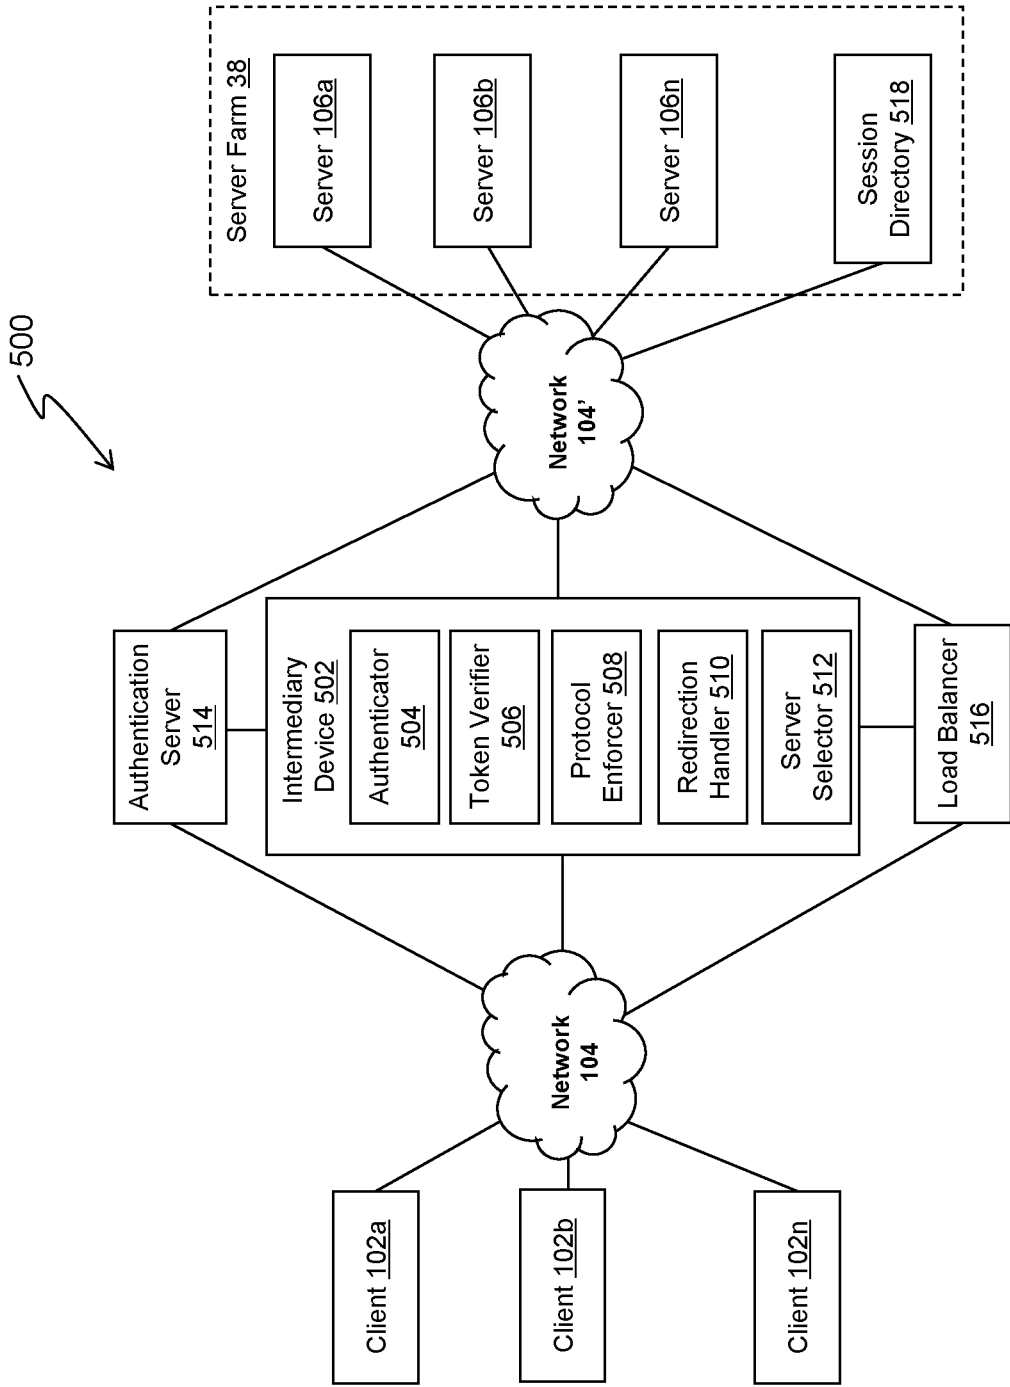 500
Client 102a
Client 102b
Client 102n
Network
104
Authentication
Server
514
Intermediary
Device 502
Authenticator
504
Token Verifier
506
Protocol
Enforcer 508
Redirection
Handler 510
Server
Selector 512
Load Balancer
516
Network
104’
Server Farm 38
Server 106a
Server 106b
Server 106n
Session
Directory 518